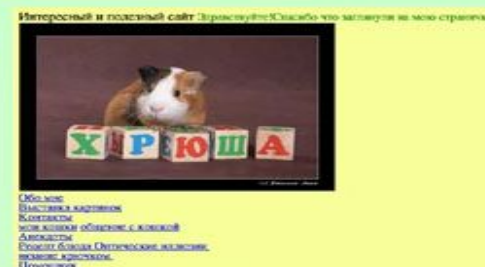 Интересный и полезный сайт Здравствуйте!Спасибо что заглянули на мою
ХРЮША
Обо мне
Выставка картинок
Контакты
мои кошки общение с кошкой
Анекдоты
Рецепт блюда Оптические иллюзии
вязание крючком